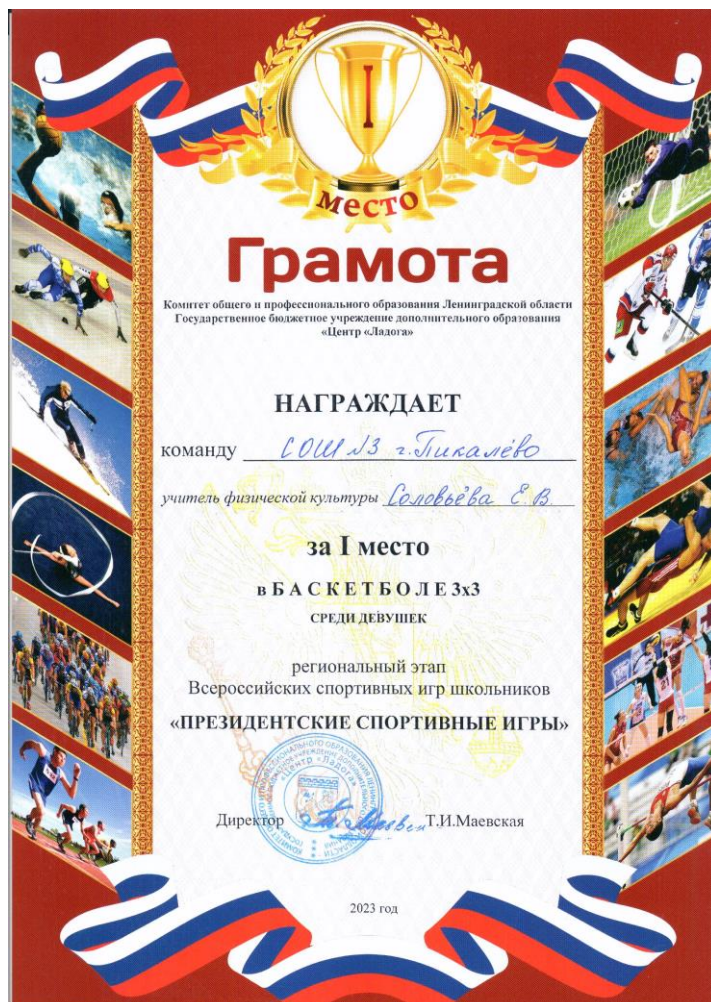 I
место
Грамота
Комитет общего и профессионального образования Ленинградской области
Государственное бюджетное учреждение дополнительного образования
«Центр «Ладога»
НАГРАЖДАЕТ
команду СОШ №3 г. Пикалёво
учитель физической культуры Соловьёва Е.В.
за I место
в БАСКЕТБОЛЕ 3х3
СРЕДИ ДЕВУШЕК
региональный этап
Всероссийских спортивных игр школьников
«ПРЕЗИДЕНТСКИЕ СПОРТИВНЫЕ ИГРЫ»
«Центр «Ладога»
Директор Т.И.Маевская
2023 год